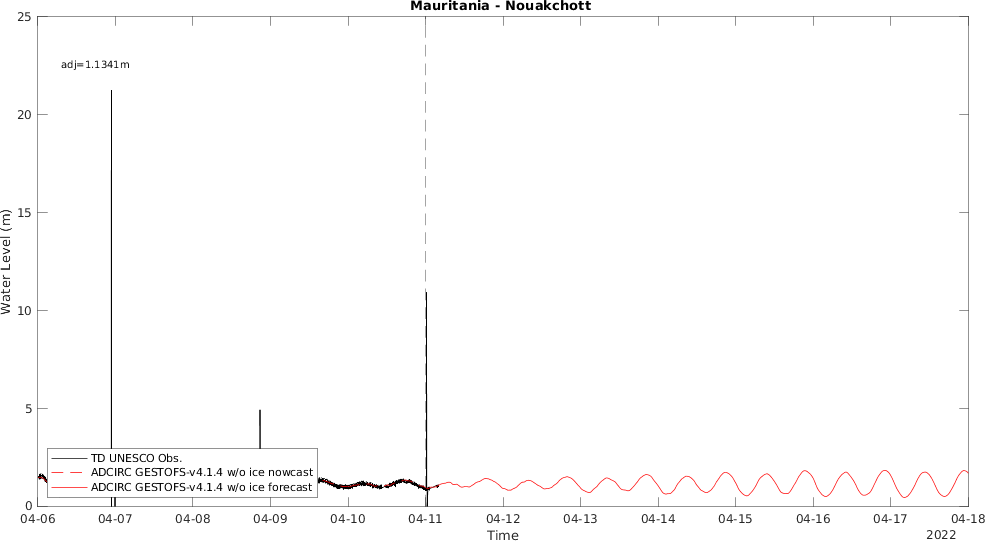 Mauritania - Nouakchott
25
adj=1.1341m
20
15
10
5
0
Water Level (m)
TD UNESCO Obs.
ADCIRC GESTOFS-v4.1.4 w/o ice nowcast
ADCIRC GESTOFS-v4.1.4 w/o ice forecast
04-06 04-07 04-08 04-09 04-10 04-11 04-12 04-13 04-14 04-15 04-16 04-17 04-18
Time
2022